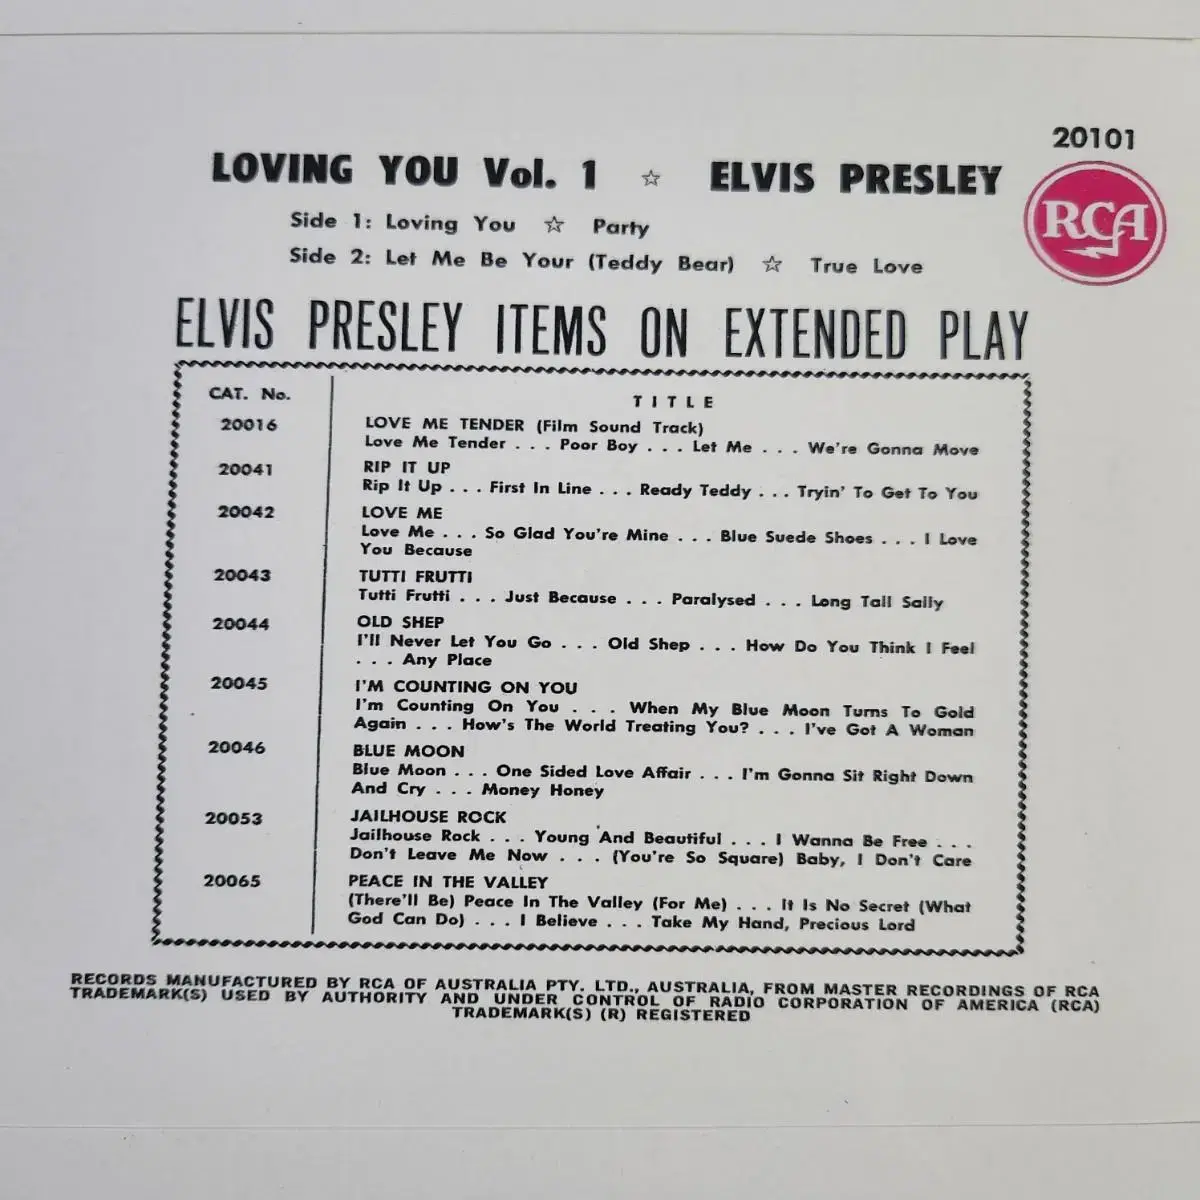 20101
LOVING YOU Vol. 1 ☆ ELVIS PRESLEY
RCA
Side 1: Loving You ☆ Party
Side 2: Let Me Be Your (Teddy Bear) ☆ True Love
ELVIS PRESLEY ITEMS ON EXTENDED PLAY
CAT. No. TITLE
20016 LOVE ME TENDER (Film Sound Track)
Love Me Tender . . . Poor Boy . . . Let Me . . . We're Gonna Move
20041 RIP IT UP
Rip It Up . . . First In Line . . . Ready Teddy . . . Tryin' To Get To You
20042 LOVE ME
Love Me . . . So Glad You're Mine . . . Blue Suede Shoes . . . I Love
You Because
20043 TUTTI FRUTTI
Tutti Frutti . . . Just Because . . . Paralysed . . . Long Tall Sally
20044 OLD SHEP
I'll Never Let You Go . . . Old Shep . . . How Do You Think I Feel
. . . Any Place
20045 I'M COUNTING ON YOU
I'm Counting On You . . . When My Blue Moon Turns To Gold
Again . . . How's The World Treating You? . . . I've Got A Woman
20046 BLUE MOON
Blue Moon . . . One Sided Love Affair . . . I'm Gonna Sit Right Down
And Cry . . . Money Honey
20053 JAILHOUSE ROCK
Jailhouse Rock . . . Young And Beautiful . . . I Wanna Be Free . . .
Don't Leave Me Now . . . (You're So Square) Baby, I Don't Care
20065 PEACE IN THE VALLEY
(There'll Be) Peace In The Valley (For Me) . . . It Is No Secret (What
God Can Do) . . . I Believe . . . Take My Hand, Precious Lord
RECORDS MANUFACTURED BY RCA OF AUSTRALIA PTY. LTD., AUSTRALIA, FROM MASTER RECORDINGS OF RCA
TRADEMARK(S) USED BY AUTHORITY AND UNDER CONTROL OF RADIO CORPORATION OF AMERICA (RCA)
TRADEMARK(S) (R) REGISTERED